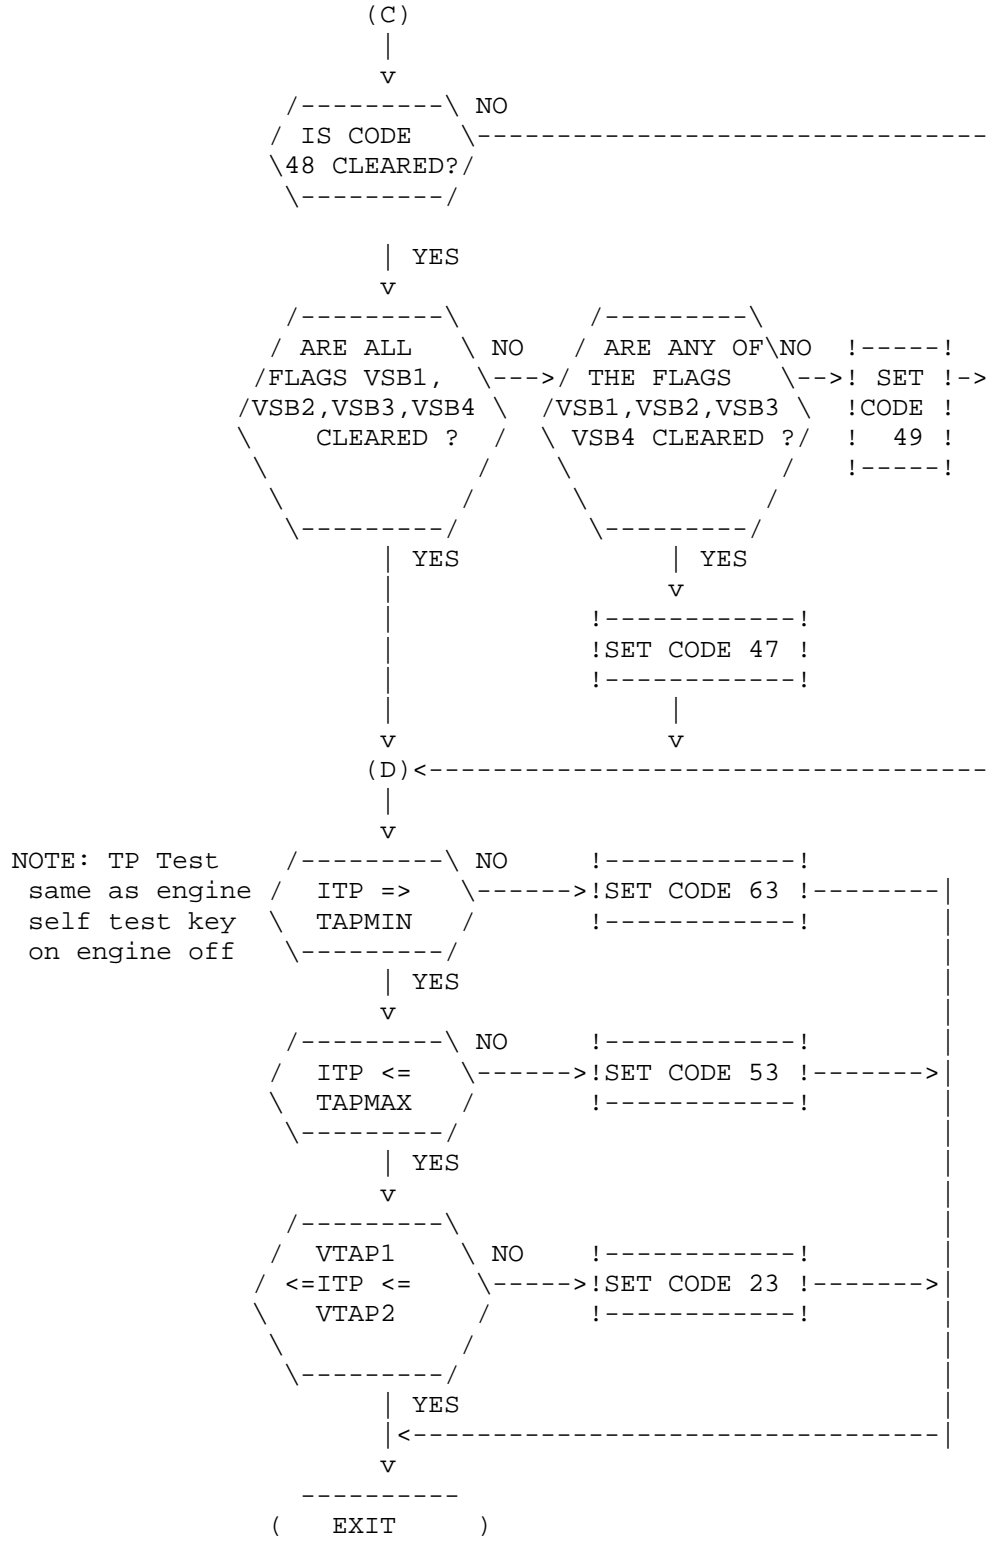 (C)
|
v
/---------\ NO
/ IS CODE \--------------------------------
\48 CLEARED?/
\---------/
| YES
v
/---------\ /---------\
/ ARE ALL \ NO / ARE ANY OF\NO !-----!
/FLAGS VSB1, \--->/ THE FLAGS \-->! SET !->
/VSB2,VSB3,VSB4 \ /VSB1,VSB2,VSB3 \ !CODE !
\ CLEARED ? / \ VSB4 CLEARED ?/ ! 49 !
\ / \ / !-----!
\ / \ /
\---------/ \---------/
| YES | YES
| v
| !------------!
| !SET CODE 47 !
| !------------!
| |
v v
(D)<-----------------------------------
|
v
NOTE: TP Test /---------\ NO !------------!
same as engine / ITP => \------>!SET CODE 63 !--------|
self test key \ TAPMIN / !------------! |
on engine off \---------/ |
| YES |
v |
/---------\ NO !------------! |
/ ITP <= \------>!SET CODE 53 !------->|
\ TAPMAX / !------------! |
\---------/ |
| YES |
v |
/---------\ |
/ VTAP1 \ NO !------------! |
/ <=ITP <= \----->!SET CODE 23 !------->|
\ VTAP2 / !------------! |
\ / |
\---------/ |
| YES |
|<---------------------------------|
v
----------
( EXIT )